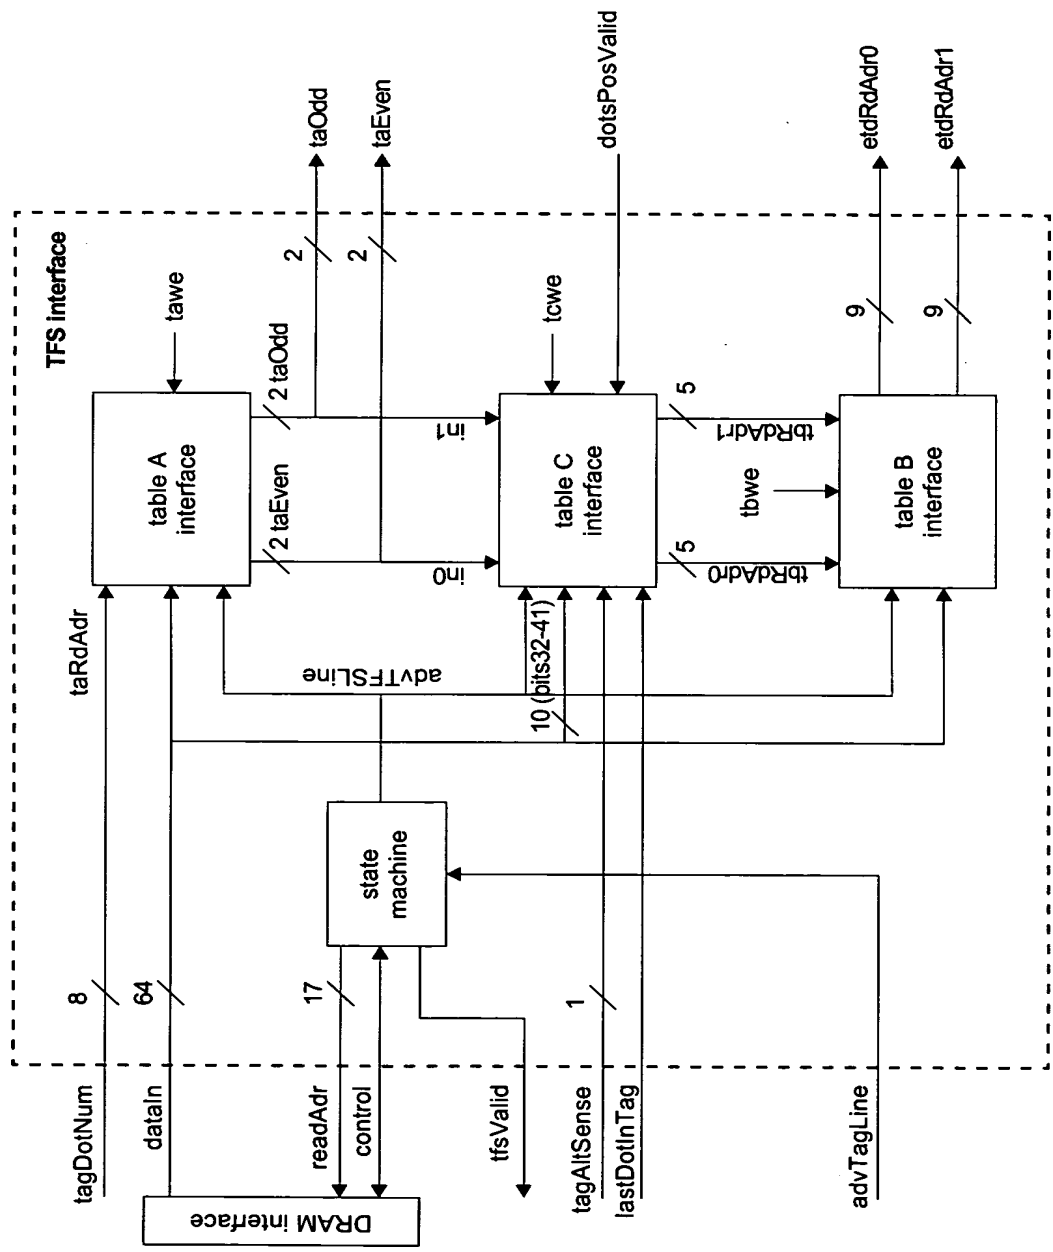 TFS interface
tagDotNum
8
taRdAdr
table A
interface
tawe
dataIn
64
DRAM interface
2 taEven
2 taOdd
2
taOdd
2
taEven
readAdr
17
control
state
machine
advTFSLine
in0
in1
tfsValid
10 (bits32-41)
table C
interface
tcwe
dotsPosValid
tagAltSense
1
lastDotInTag
5
tbRdAdr0
5
tbRdAdr1
tbwe
advTagLine
table B
interface
9
etdRdAdr0
9
etdRdAdr1